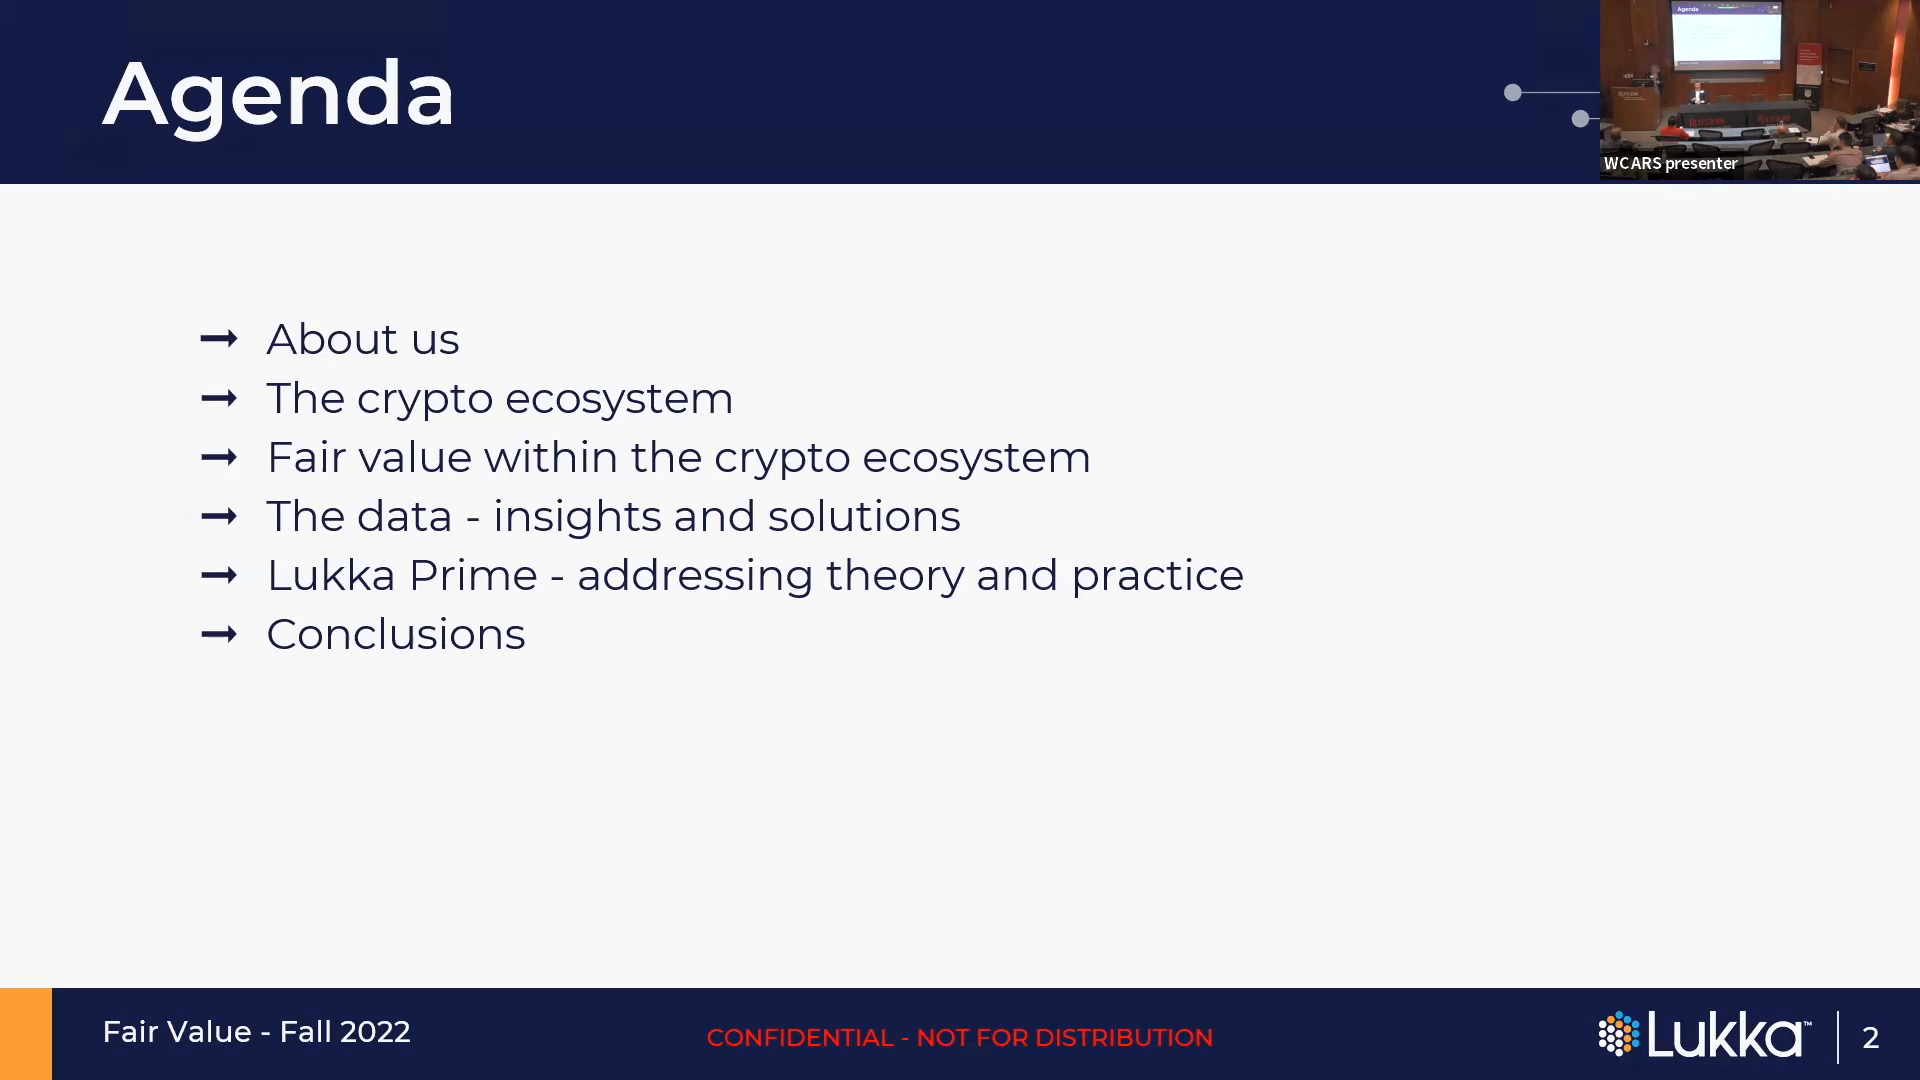 Agenda
WCARS presenter
→ About us
→ The crypto ecosystem
→ Fair value within the crypto ecosystem
→ The data - insights and solutions
→ Lukka Prime - addressing theory and practice
→ Conclusions
Fair Value - Fall 2022
CONFIDENTIAL - NOT FOR DISTRIBUTION
Lukka™
2